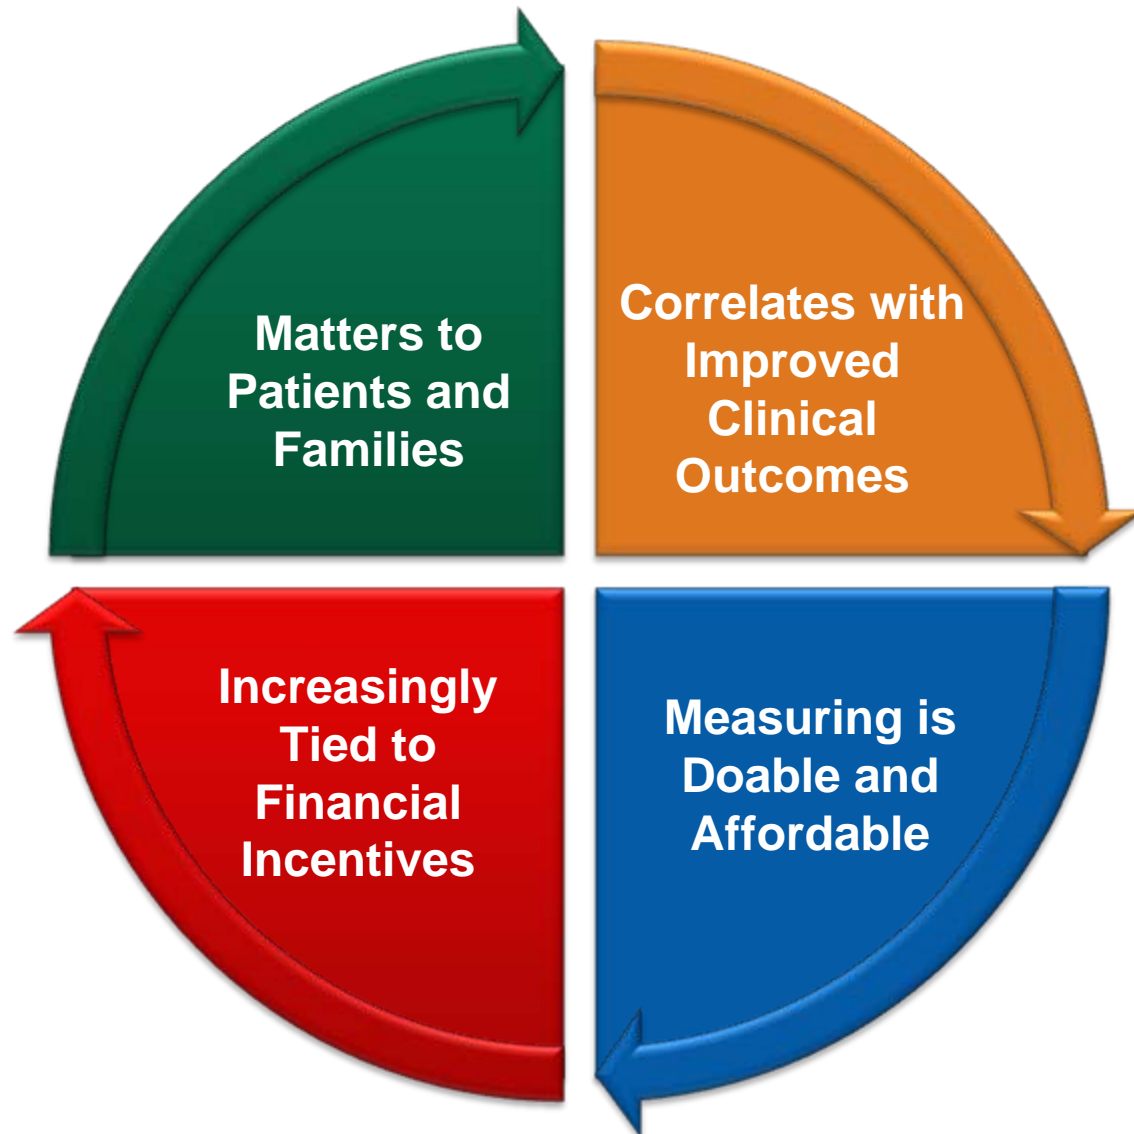 Matters to
Patients and
Families
Correlates with
Improved
Clinical
Outcomes
Increasingly
Tied to
Financial
Incentives
Measuring is
Doable and
Affordable